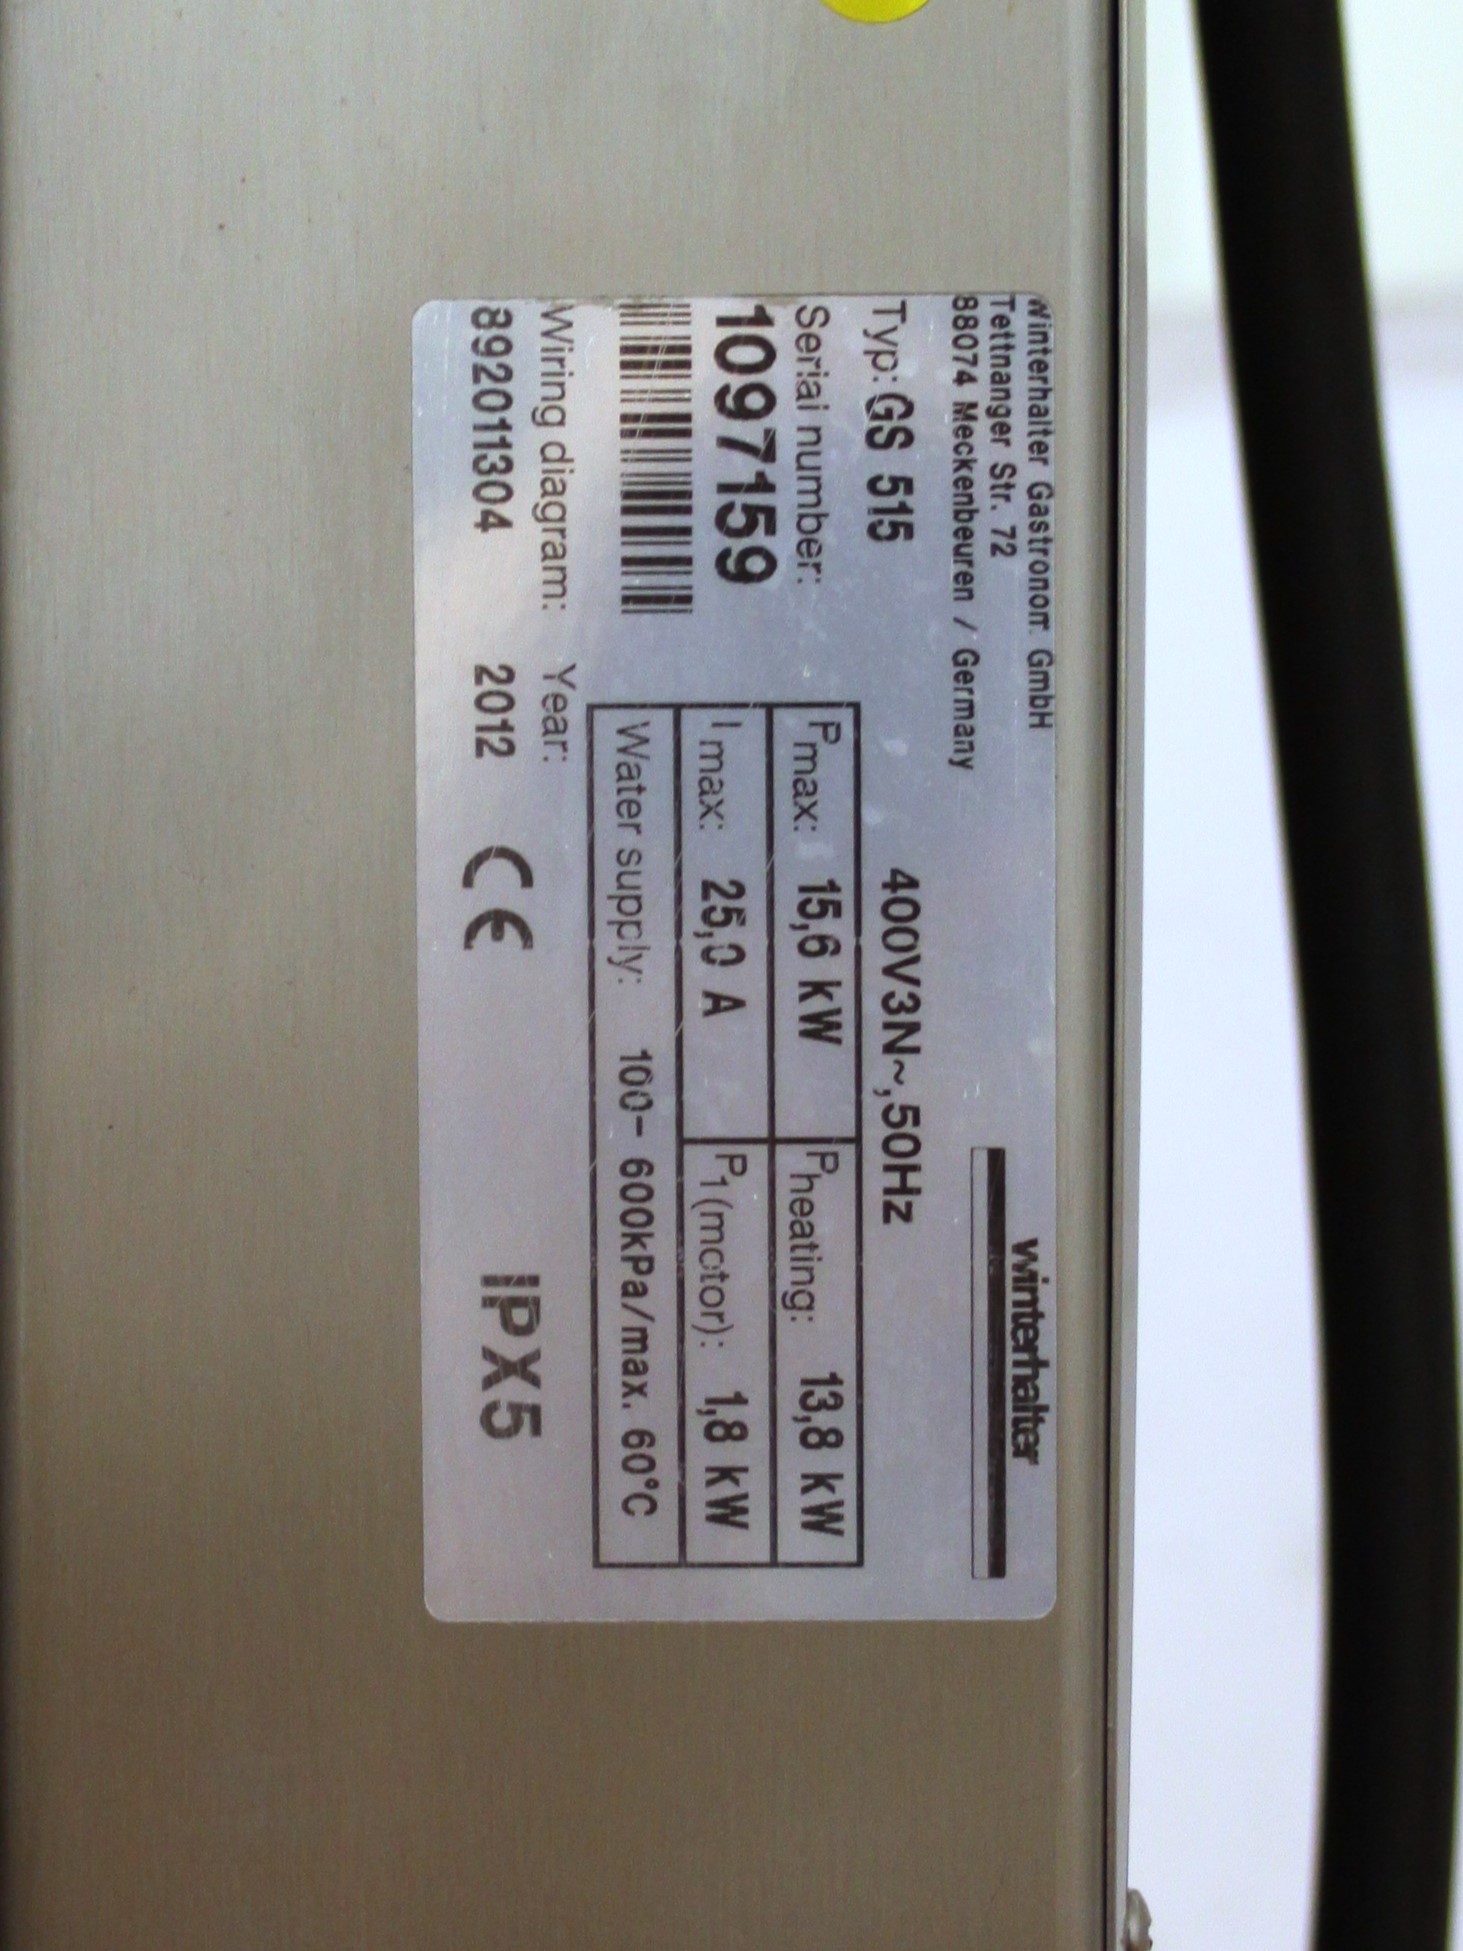 Winterhalter Gastronom GmbH
Tettnanger Str. 72
88074 Meckenbeuren / Germany
winterhalter
Typ: GS 515
400V3N~,50Hz
Serial number:
1097159
Pmax: 15,6 kW
Pheating: 13,8 kW
I max: 25,0 A
P1(motor): 1,8 kW
Water supply: 100- 600kPa/max. 60°C
Wiring diagram: Year:
892011304 2012 CE IPX5